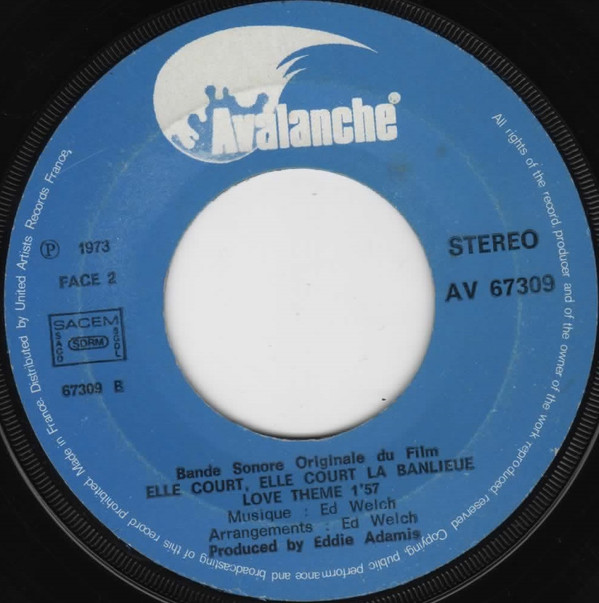 Avalanche
℗ 1973
FACE 2
SACEM
SACD
SDRM
SGDL
67309 B
STEREO
AV 67309
Bande Sonore Originale du Film
ELLE COURT, ELLE COURT LA BANLIEUE
LOVE THEME 1'57
Musique : Ed Welch
Arrangements : Ed Welch
Produced by Eddie Adamis
All rights of the record producer and of the owner of the work reproduced reserved. Copying, public performance and broadcasting of this record prohibited. Made in France. Distributed by United Artists Records France.